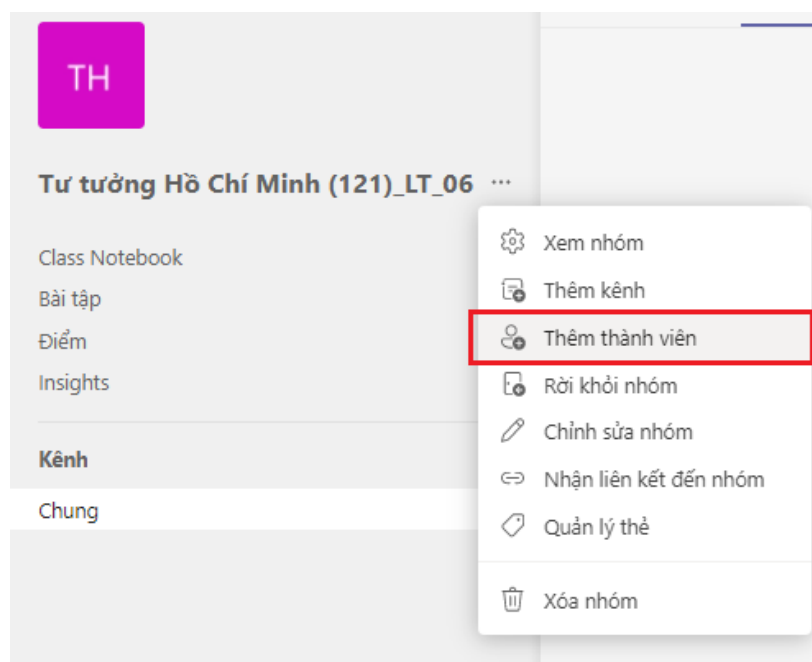 TH
Tư tưởng Hồ Chí Minh (121)_LT_06 ...
Class Notebook
Bài tập
Điểm
Insights
Kênh
Chung
Xem nhóm
Thêm kênh
Thêm thành viên
Rời khỏi nhóm
Chỉnh sửa nhóm
Nhận liên kết đến nhóm
Quản lý thẻ
Xóa nhóm